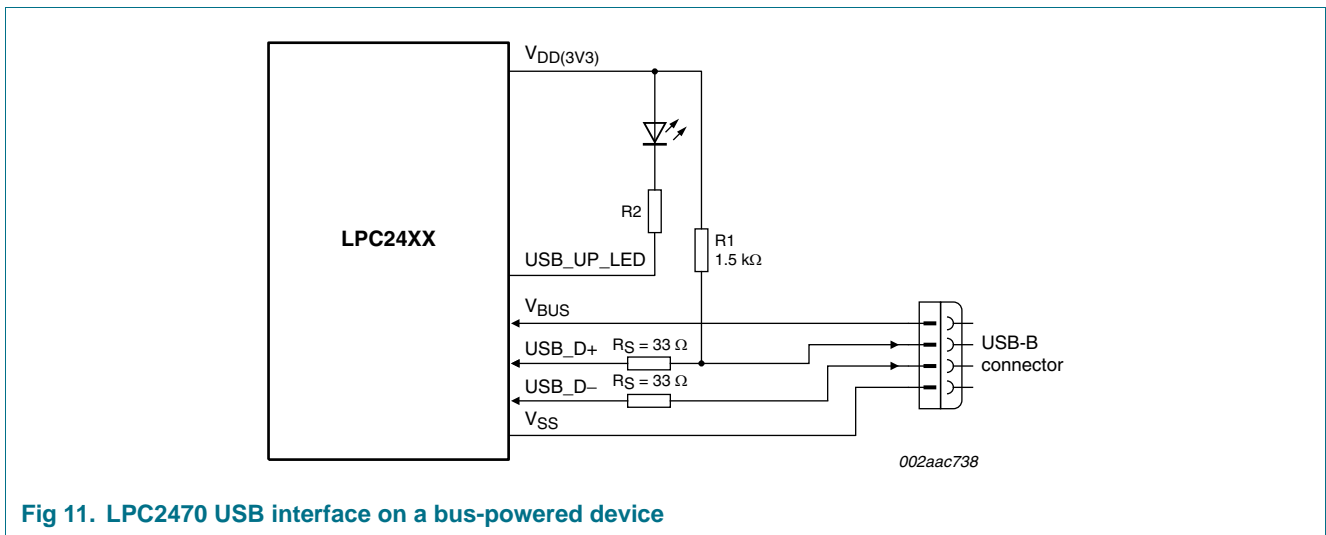 VDD(3V3)
R2
LPC24XX
R1
1.5 kΩ
USB_UP_LED
VBUS
USB_D+ RS = 33 Ω
USB-B
connector
USB_D− RS = 33 Ω
VSS
002aac738
Fig 11. LPC2470 USB interface on a bus-powered device